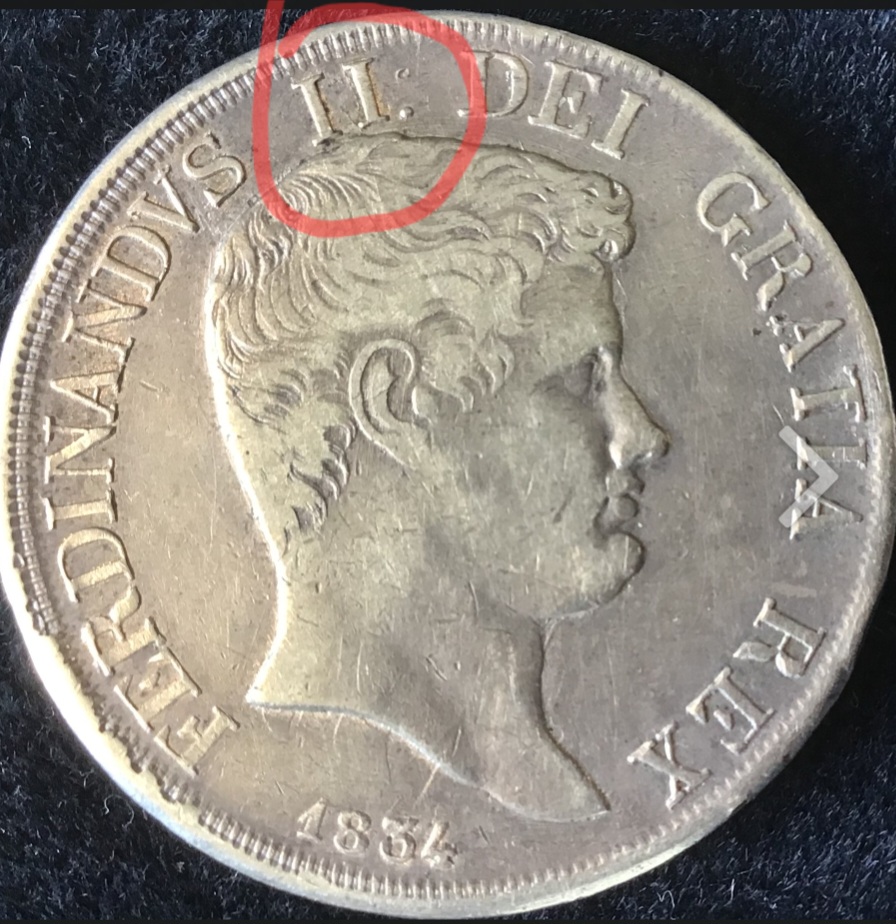 FERDINANDVS II: DEI GRATIA REX
1834